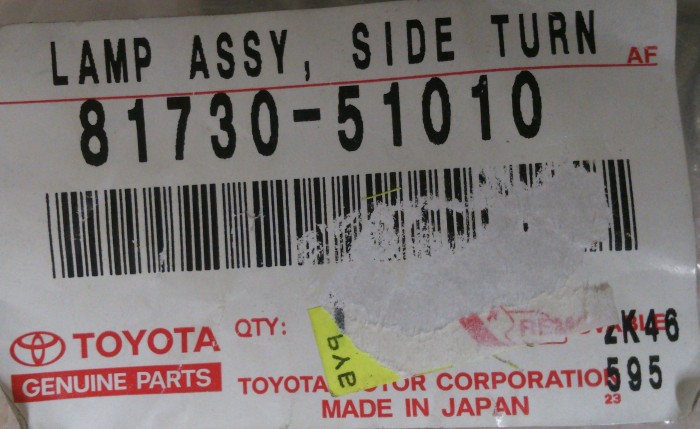 LAMP ASSY, SIDE TURN
AF
81730-51010
TOYOTA
GENUINE PARTS
QTY:
2K46
595
TOYOTA MOTOR CORPORATION
MADE IN JAPAN
23